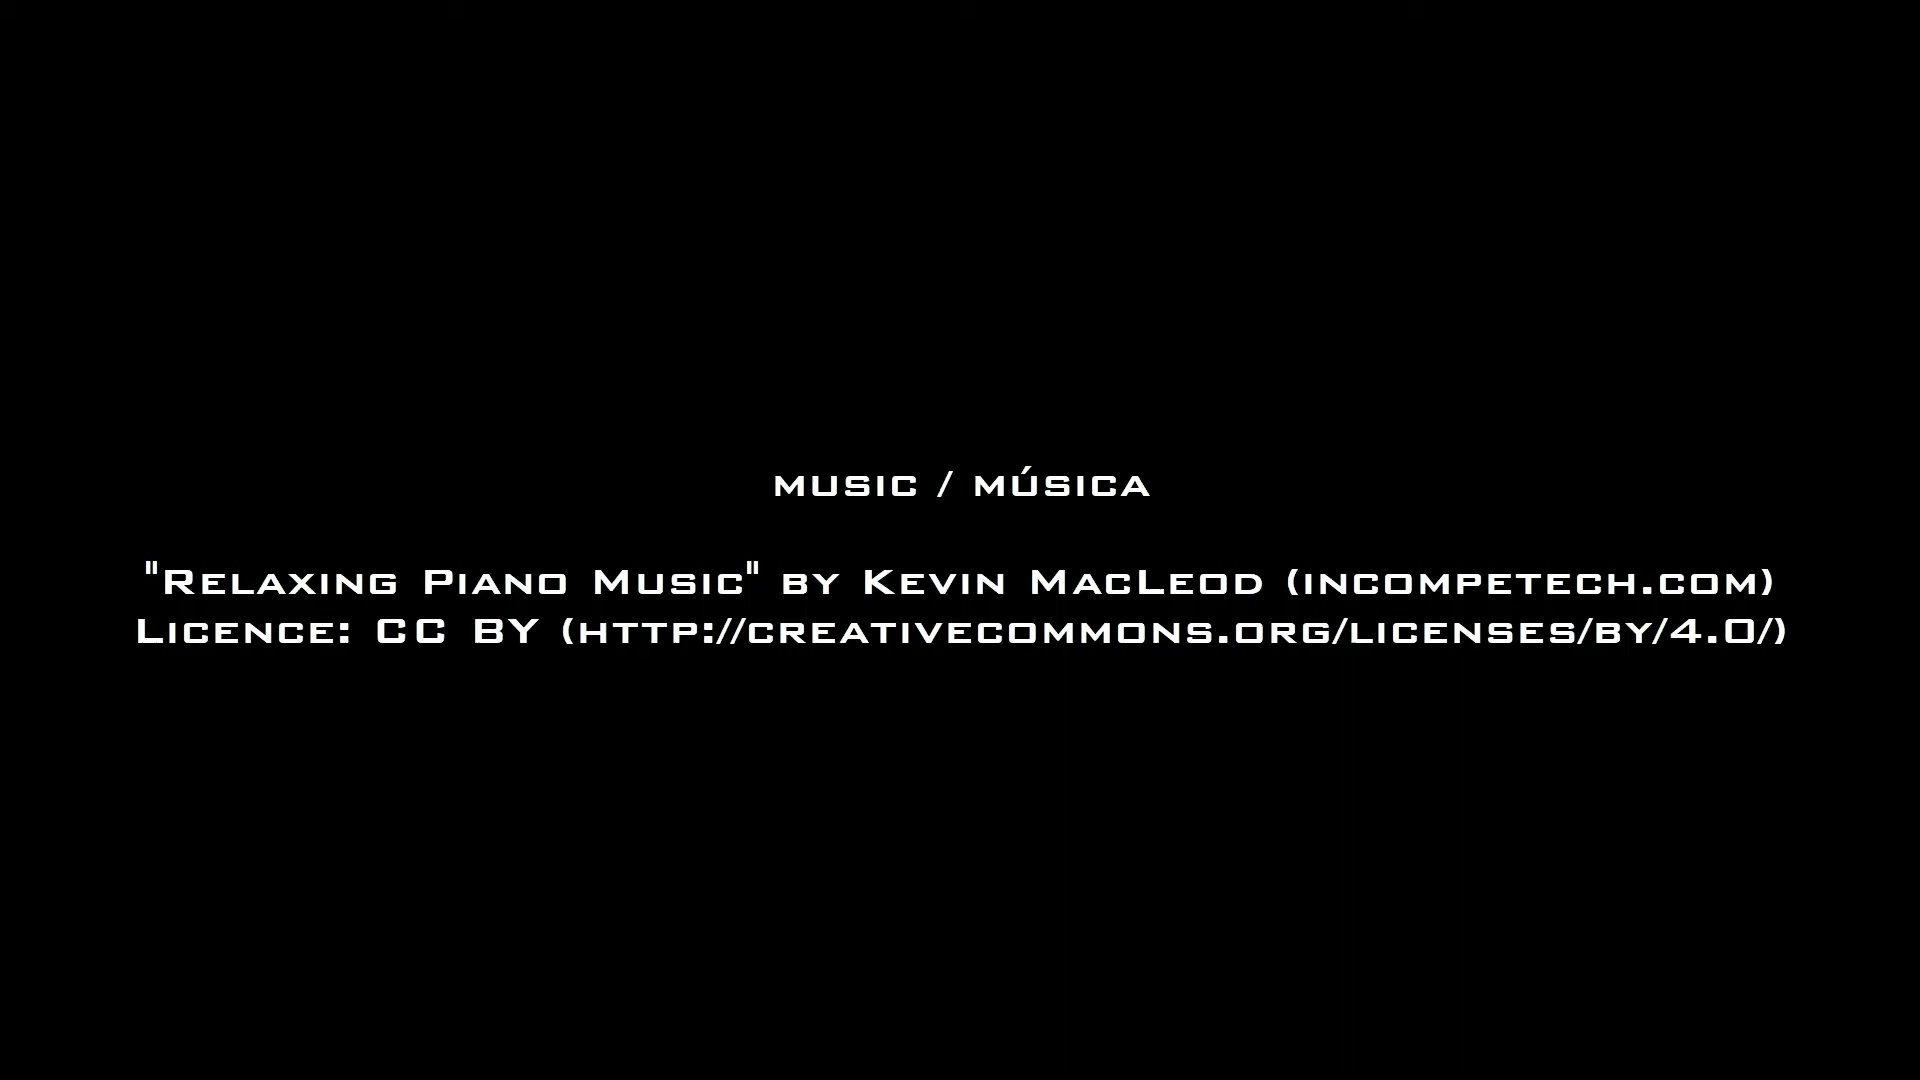 MUSIC / MÚSICA
"Relaxing Piano Music" by Kevin MacLeod (incompetech.com)
Licence: CC BY (http://creativecommons.org/licenses/by/4.0/)